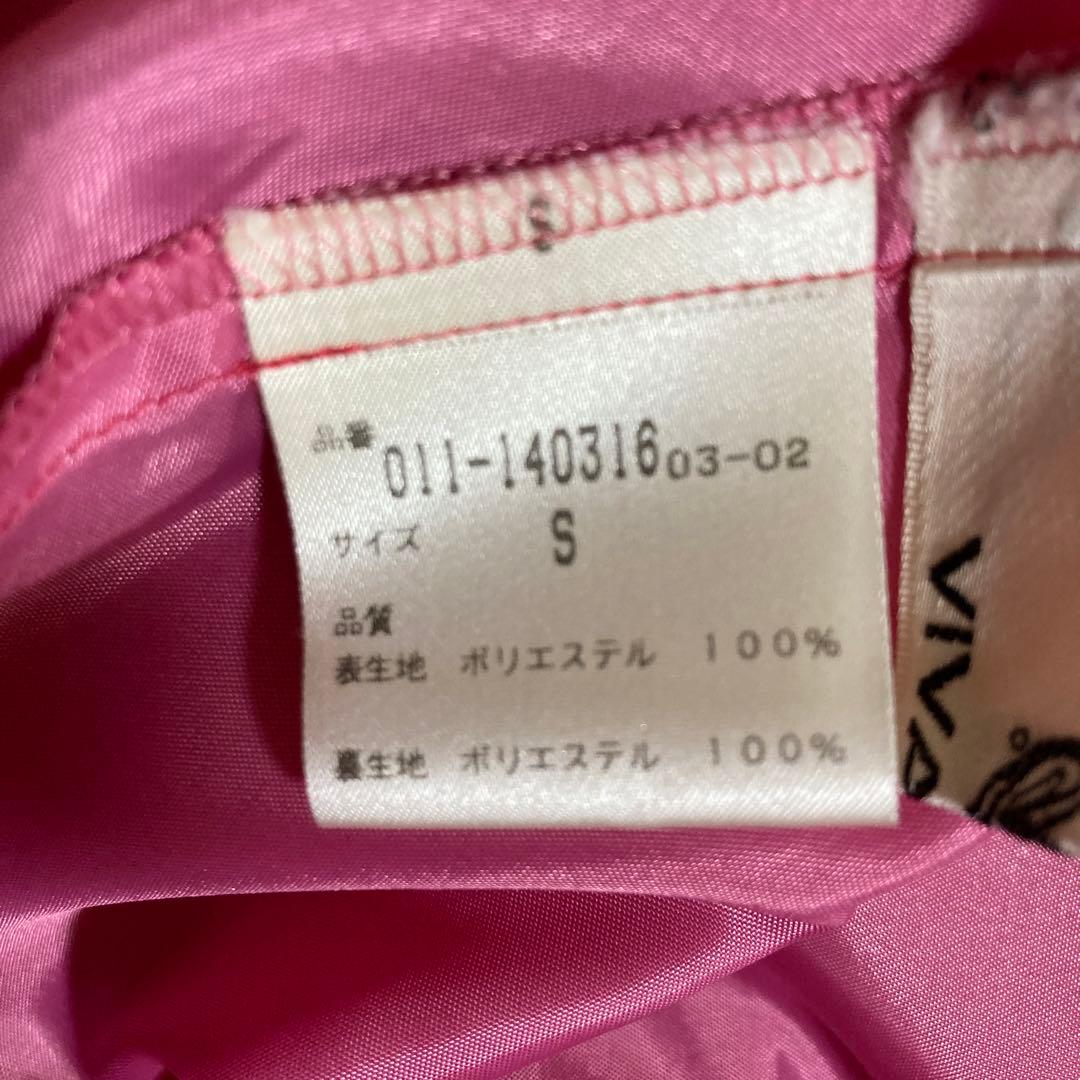 S
品番
011-140316 03-02
サイズ S
品質
表生地 ポリエステル 100%
裏生地 ポリエステル 100%
VIVA